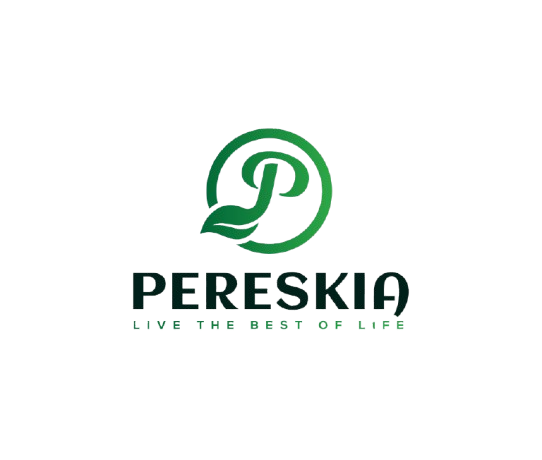 P
PERESKIA
LIVE THE BEST OF LIFE